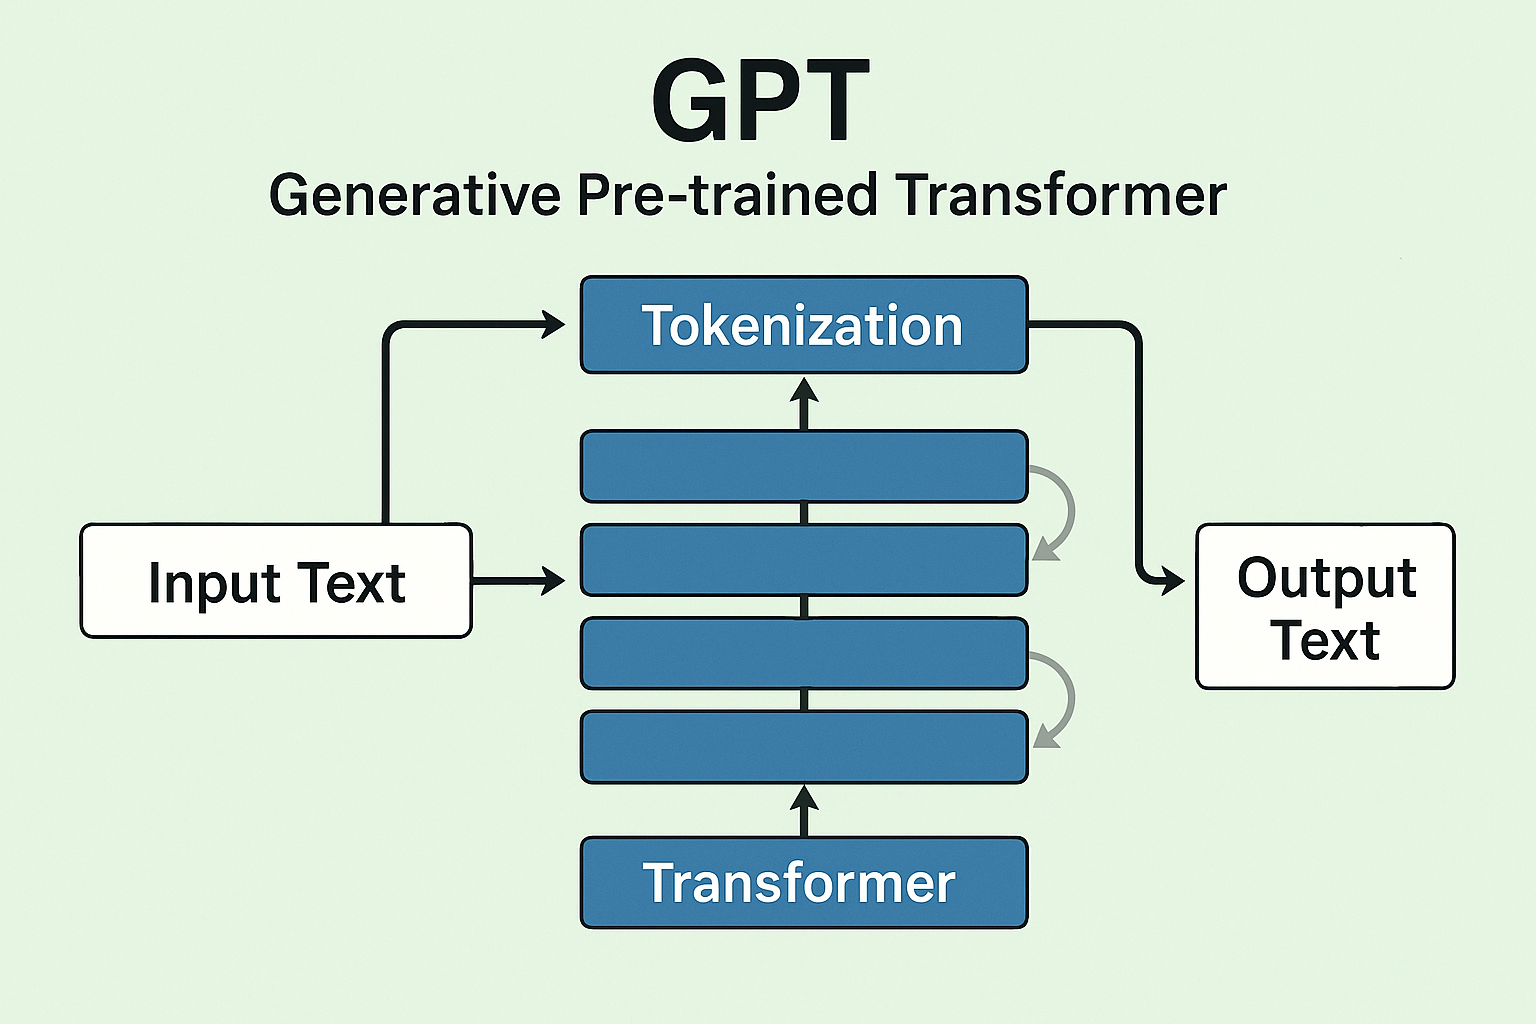 GPT
Generative Pre-trained Transformer
Tokenization
Input Text
Output
Text
Transformer